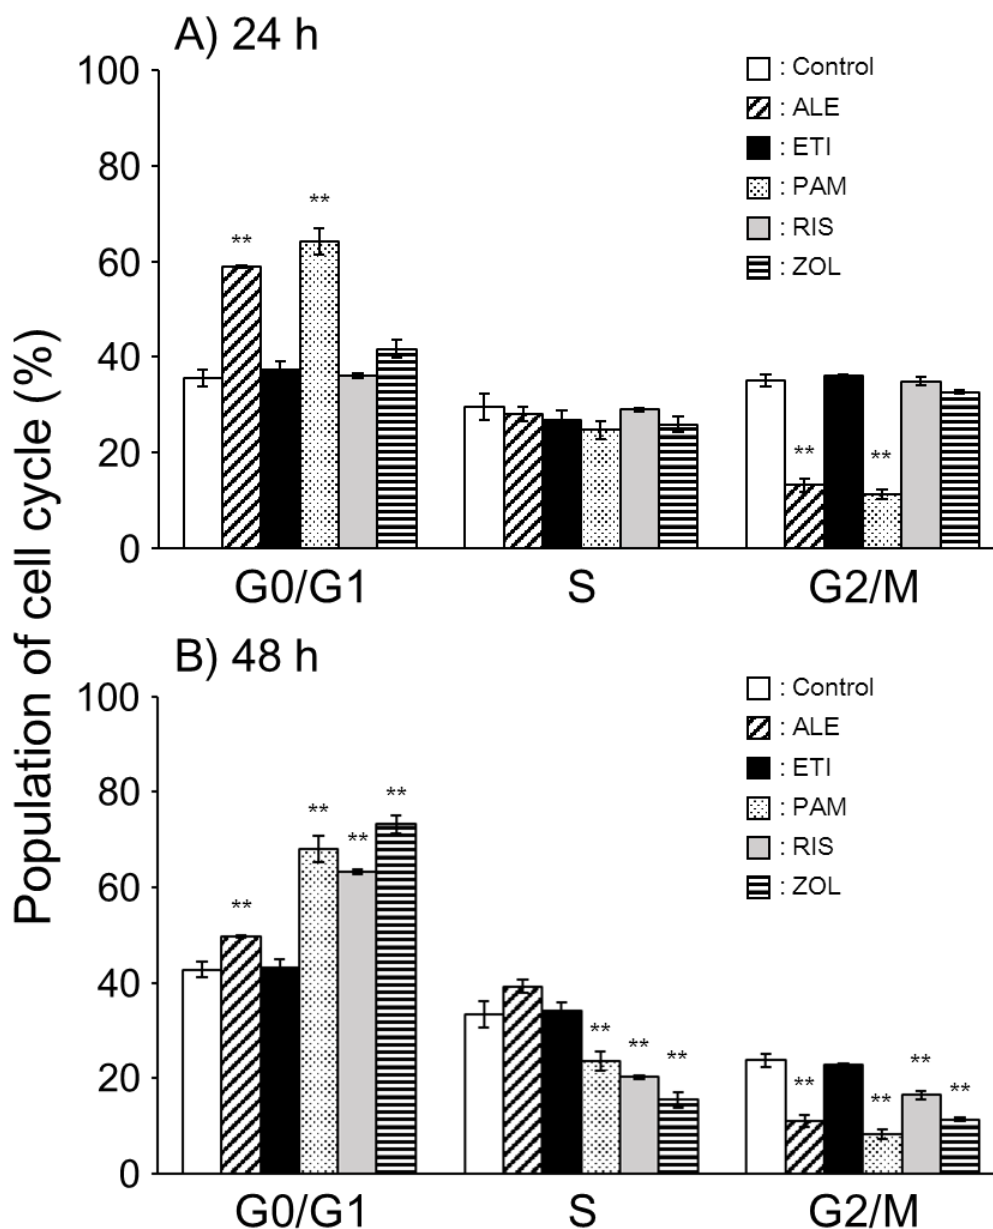 A) 24 h
Population of cell cycle (%)
100
80
60
40
20
0
: Control
: ALE
: ETI
: PAM
: RIS
: ZOL
**
**
**
**
G0/G1 S G2/M
B) 48 h
100
80
60
40
20
0
: Control
: ALE
: ETI
: PAM
: RIS
: ZOL
**
**
**
**
**
**
**
**
**
**
**
G0/G1 S G2/M